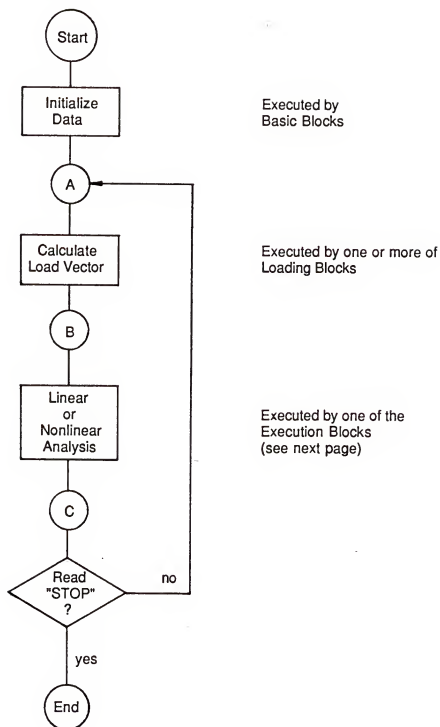 Start
Initialize
Data
Executed by
Basic Blocks
A
Calculate
Load Vector
Executed by one or more of
Loading Blocks
B
Linear
or
Nonlinear
Analysis
Executed by one of the
Execution Blocks
(see next page)
C
Read
"STOP"
?
no
yes
End